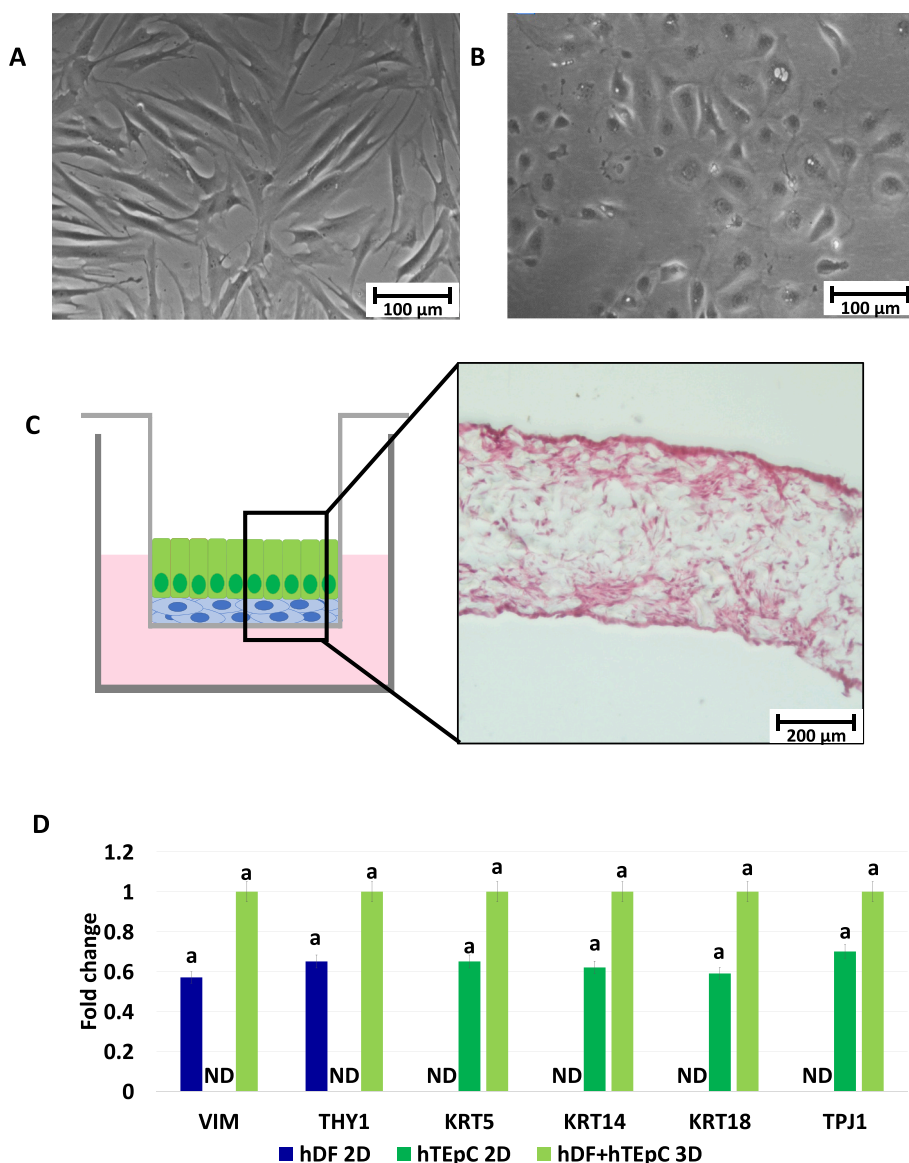 A
B
100 µm
100 µm
C
200 µm
D
Fold change
1.2
1
0.8
0.6
0.4
0.2
0
a
a
a
a
a
a
a
a
a
a
a
a
ND
ND
ND
ND
ND
ND
VIM
THY1
KRT5
KRT14
KRT18
TPJ1
hDF 2D
hTEpC 2D
hDF+hTEpC 3D